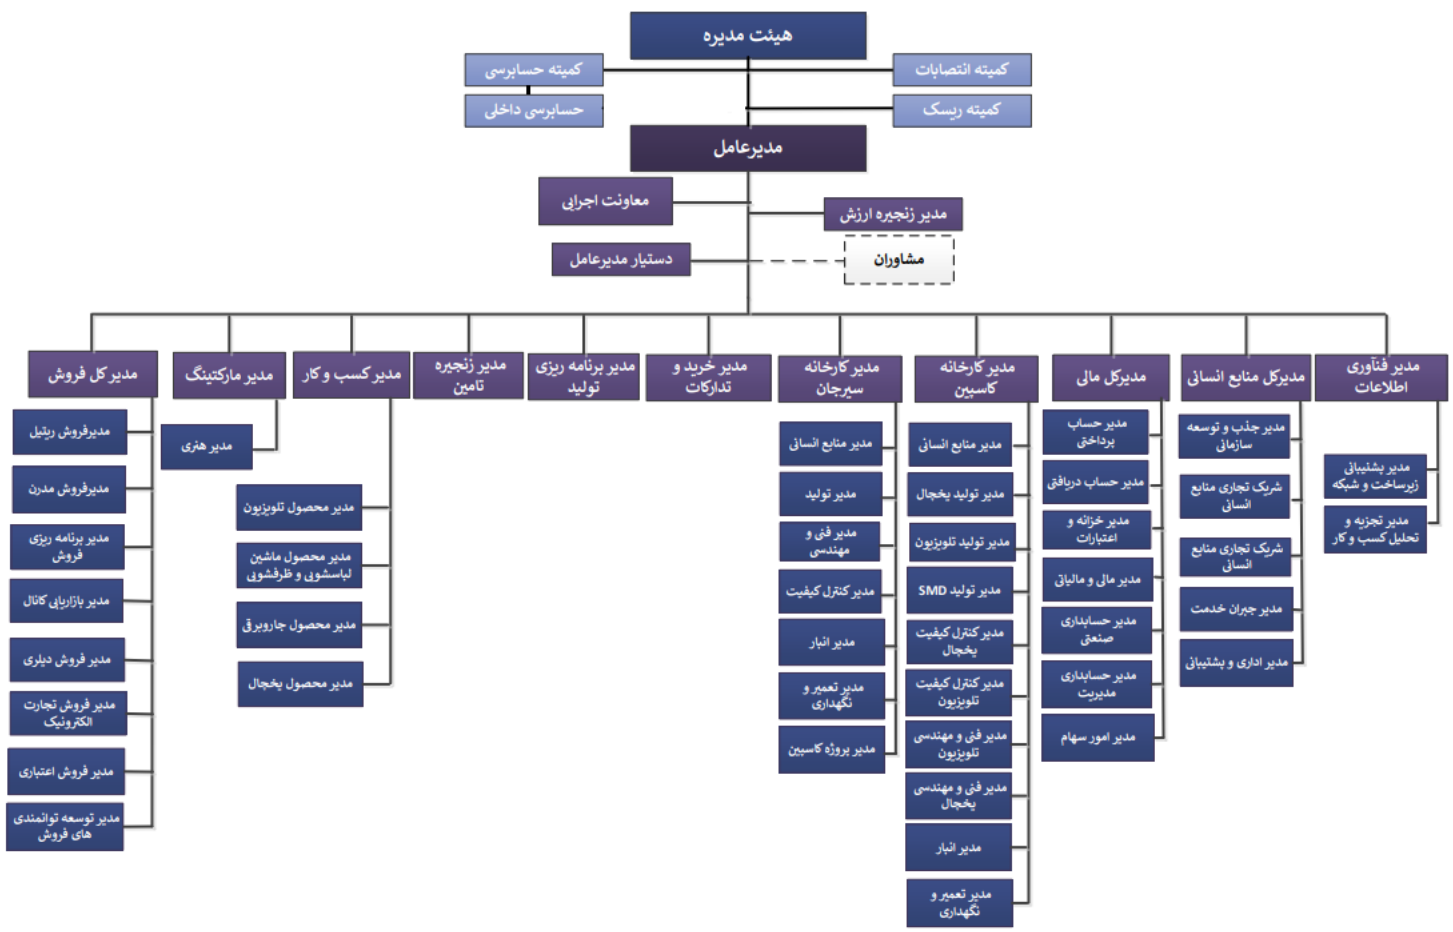 هیئت مدیره
کمیته انتصابات
کمیته حسابرسی
کمیته ریسک
حسابرسی داخلی
مدیرعامل
معاونت اجرایی
مدیر زنجیره ارزش
دستیار مدیرعامل
مشاوران
مدیر فنآوری
اطلاعات
مدیر پشتیبانی
زیرساخت و شبکه
مدیر تجزیه و
تحلیل کسب و کار
مدیرکل منابع انسانی
مدیر جذب و توسعه
سازمانی
شریک تجاری منابع
انسانی
شریک تجاری منابع
انسانی
مدیر جبران خدمت
مدیر اداری و پشتیبانی
مدیرکل مالی
مدیر حساب
پرداختی
مدیر حساب دریافتی
مدیر خزانه و
اعتبارات
مدیر مالی و مالیاتی
مدیر حسابداری
صنعتی
مدیر حسابداری
مدیریت
مدیر امور سهام
مدیر کارخانه
کاسپین
مدیر منابع انسانی
مدیر تولید یخچال
مدیر تولید تلویزیون
مدیر تولید SMD
مدیر کنترل کیفیت
یخچال
مدیر کنترل کیفیت
تلویزیون
مدیر فنی و مهندسی
تلویزیون
مدیر فنی و مهندسی
یخچال
مدیر انبار
مدیر تعمیر و
نگهداری
مدیر کارخانه
سیرجان
مدیر منابع انسانی
مدیر تولید
مدیر فنی و
مهندسی
مدیر کنترل کیفیت
مدیر انبار
مدیر تعمیر و
نگهداری
مدیر پروژه کاسپین
مدیر خرید و
تدارکات
مدیر برنامه ریزی
تولید
مدیر زنجیره
تامین
مدیر کسب و کار
مدیر محصول تلویزیون
مدیر محصول ماشین
لباسشویی و ظرفشویی
مدیر محصول جاروبرقی
مدیر محصول یخچال
مدیر مارکتینگ
مدیر هنری
مدیر کل فروش
مدیرفروش ریتیل
مدیرفروش مدرن
مدیر برنامه ریزی
فروش
مدیر بازاریابی کانال
مدیر فروش دیلری
مدیر فروش تجارت
الکترونیک
مدیر فروش اعتباری
مدیر توسعه توانمندی
های فروش